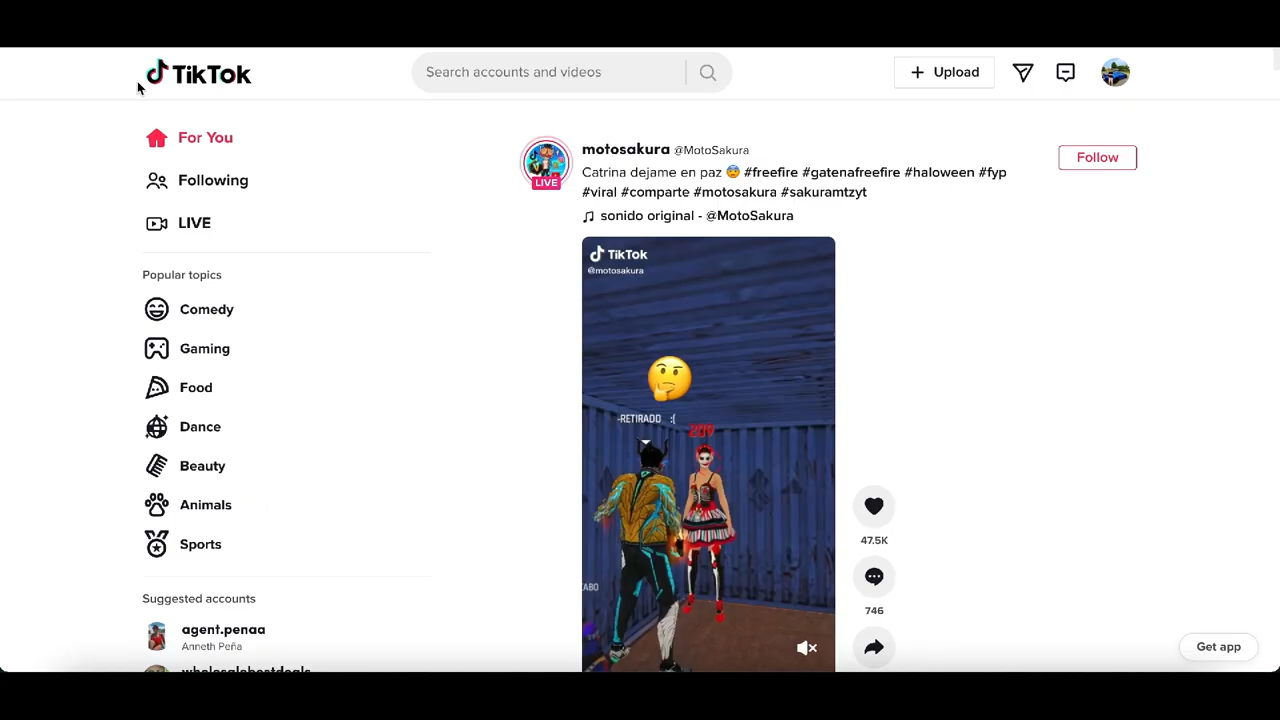 TikTok
Search accounts and videos
Upload
For You
Following
LIVE
Popular topics
Comedy
Gaming
Food
Dance
Beauty
Animals
Sports
Suggested accounts
agent.penaa
Anneth Peña
wholesalebestdeals
motosakura @MotoSakura
Follow
LIVE
Catrina dejame en paz 😨 #freefire #gatenafreefire #haloween #fyp
#viral #comparte #motosakura #sakuramtzyt
sonido original - @MotoSakura
TikTok
@motosakura
-RETIRADO :(
209
47.5K
746
Get app